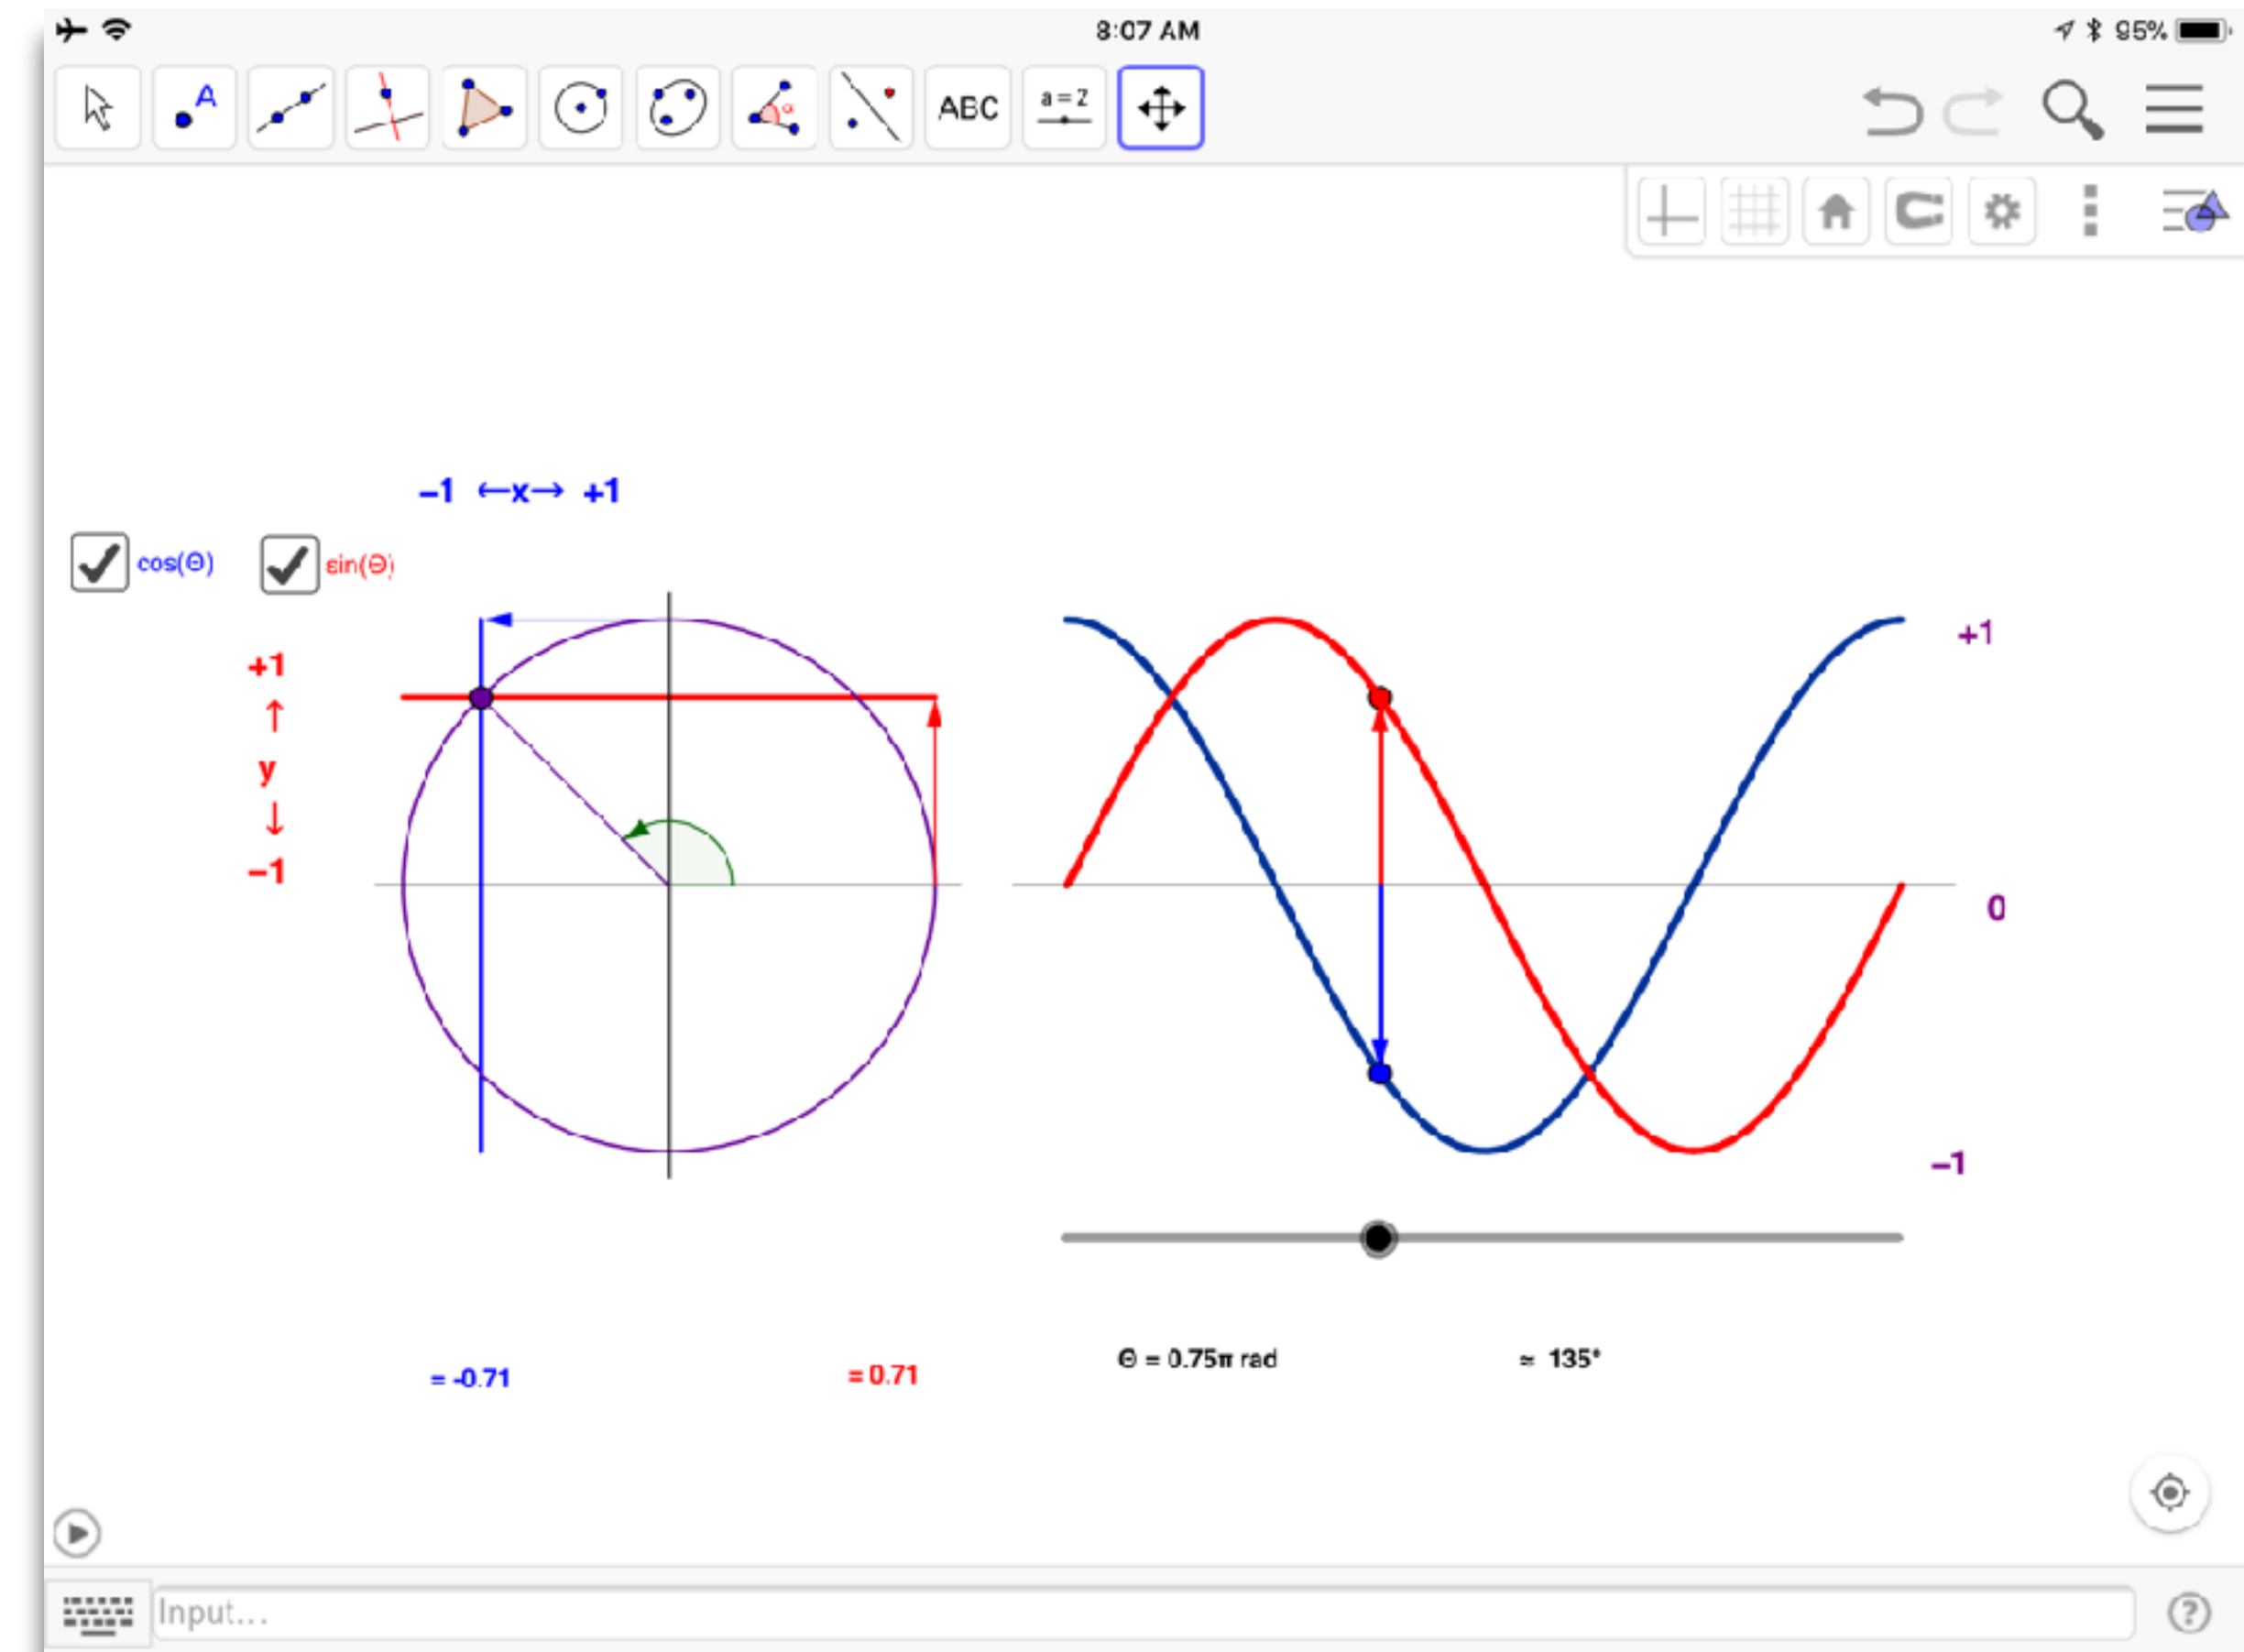 8:07 AM
95%
A
α
ABC
a = 2
−1 ←x→ +1
cos(Θ)
sin(Θ)
+1
↑
y
↓
−1
+1
0
−1
= -0.71
= 0.71
Θ = 0.75π rad
≈ 135°
Input...
?